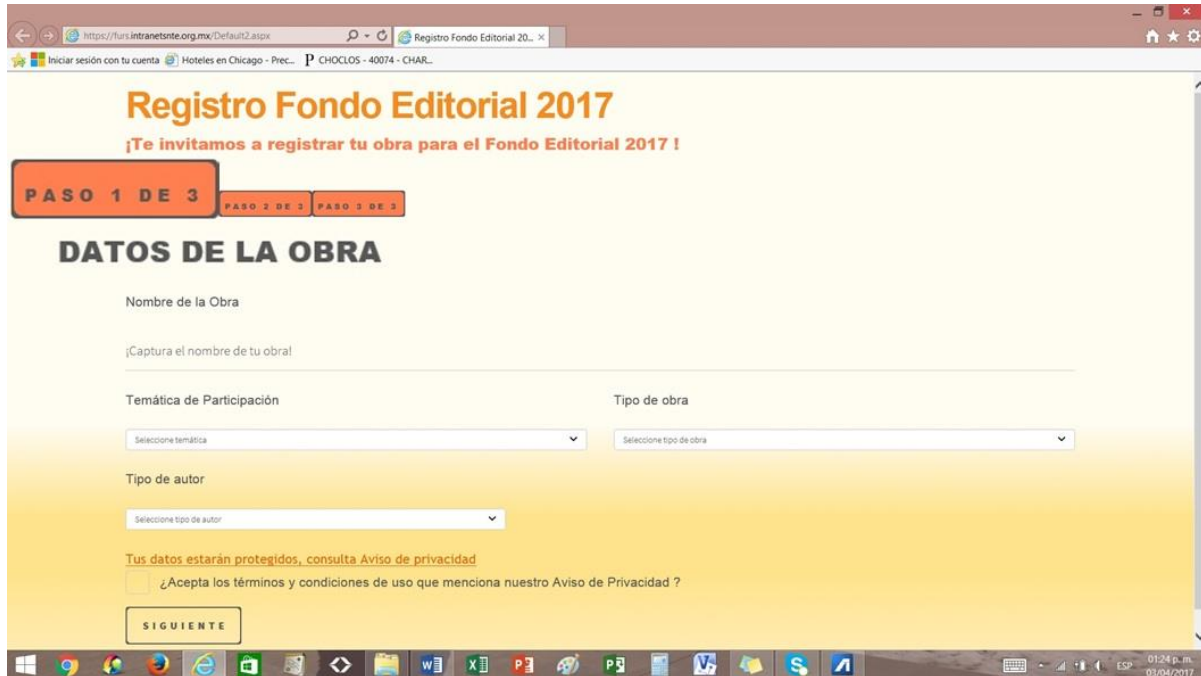 https://furs.intranetsnte.org.mx/Default2.aspx
Registro Fondo Editorial 20...
Iniciar sesión con tu cuenta
Hoteles en Chicago - Prec...
P CHOCLOS - 40074 - CHAR...
Registro Fondo Editorial 2017
¡Te invitamos a registrar tu obra para el Fondo Editorial 2017 !
PASO 1 DE 3
PASO 2 DE 3
PASO 3 DE 3
DATOS DE LA OBRA
Nombre de la Obra
¡Captura el nombre de tu obra!
Temática de Participación
Tipo de obra
Seleccione temática
Seleccione tipo de obra
Tipo de autor
Seleccione tipo de autor
Tus datos estarán protegidos, consulta Aviso de privacidad
¿Acepta los términos y condiciones de uso que menciona nuestro Aviso de Privacidad ?
SIGUIENTE
ESP
01:24 p. m.
03/04/2017